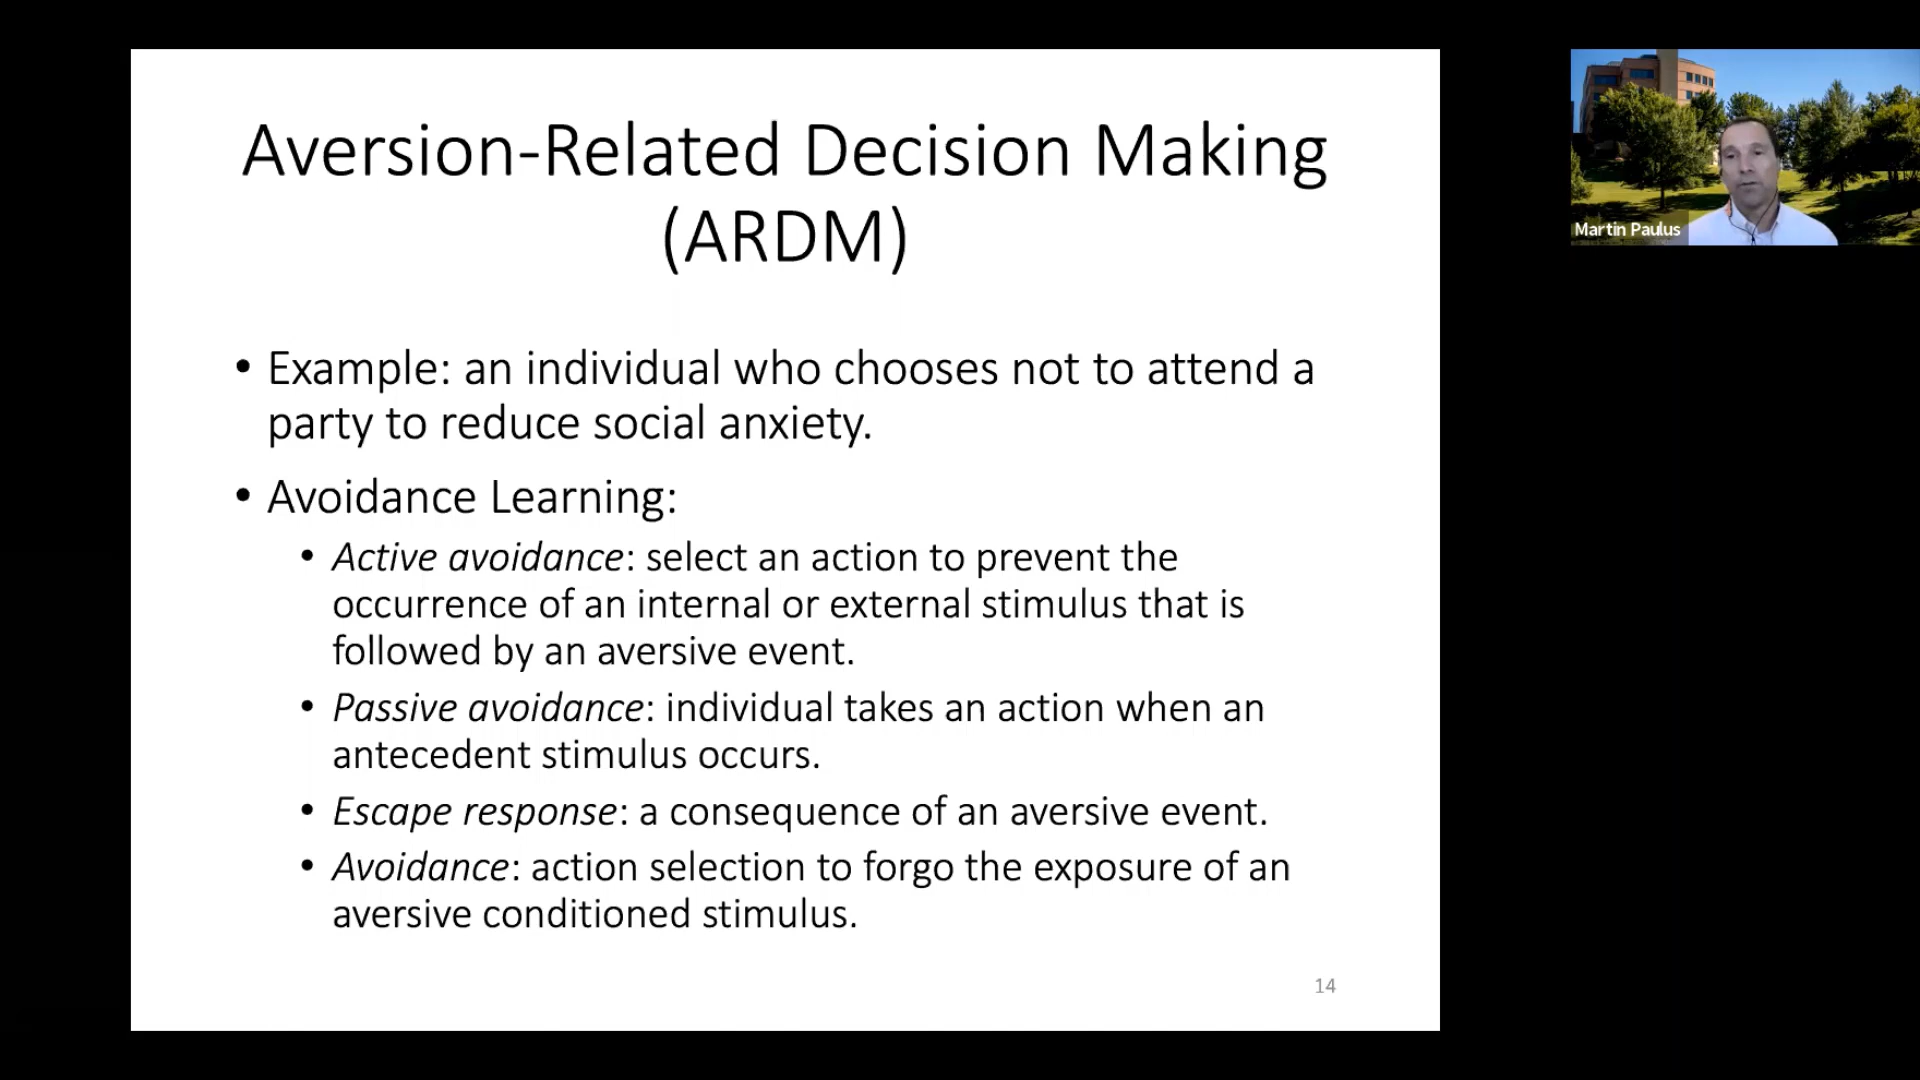 Aversion-Related Decision Making
(ARDM)
• Example: an individual who chooses not to attend a
party to reduce social anxiety.
• Avoidance Learning:
• Active avoidance: select an action to prevent the
occurrence of an internal or external stimulus that is
followed by an aversive event.
• Passive avoidance: individual takes an action when an
antecedent stimulus occurs.
• Escape response: a consequence of an aversive event.
• Avoidance: action selection to forgo the exposure of an
aversive conditioned stimulus.
14
Martin Paulus